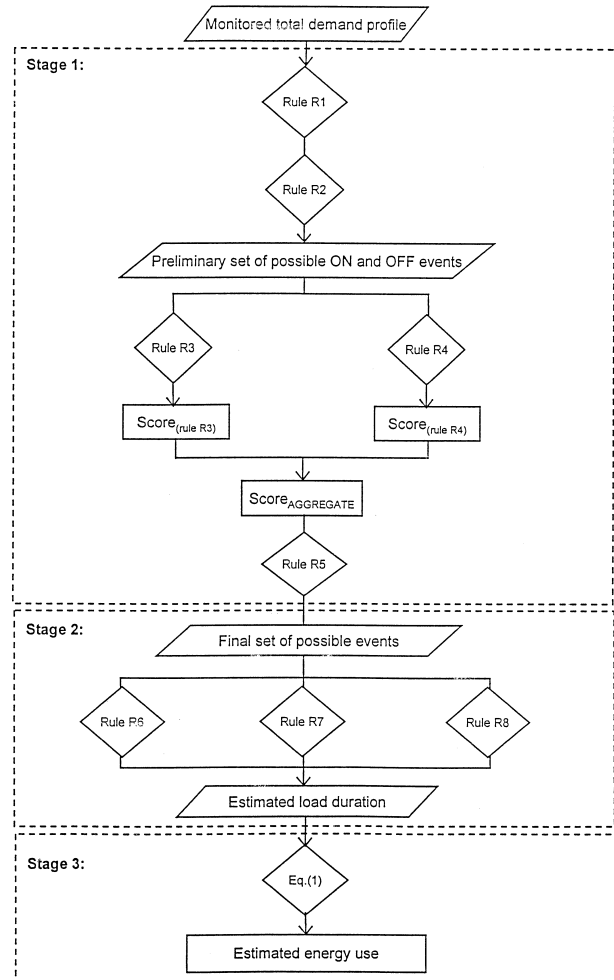 Monitored total demand profile
Stage 1:
Rule R1
Rule R2
Preliminary set of possible ON and OFF events
Rule R3
Rule R4
Score(rule R3)
Score(rule R4)
ScoreAGGREGATE
Rule R5
Stage 2:
Final set of possible events
Rule R6
Rule R7
Rule R8
Estimated load duration
Stage 3:
Eq.(1)
Estimated energy use